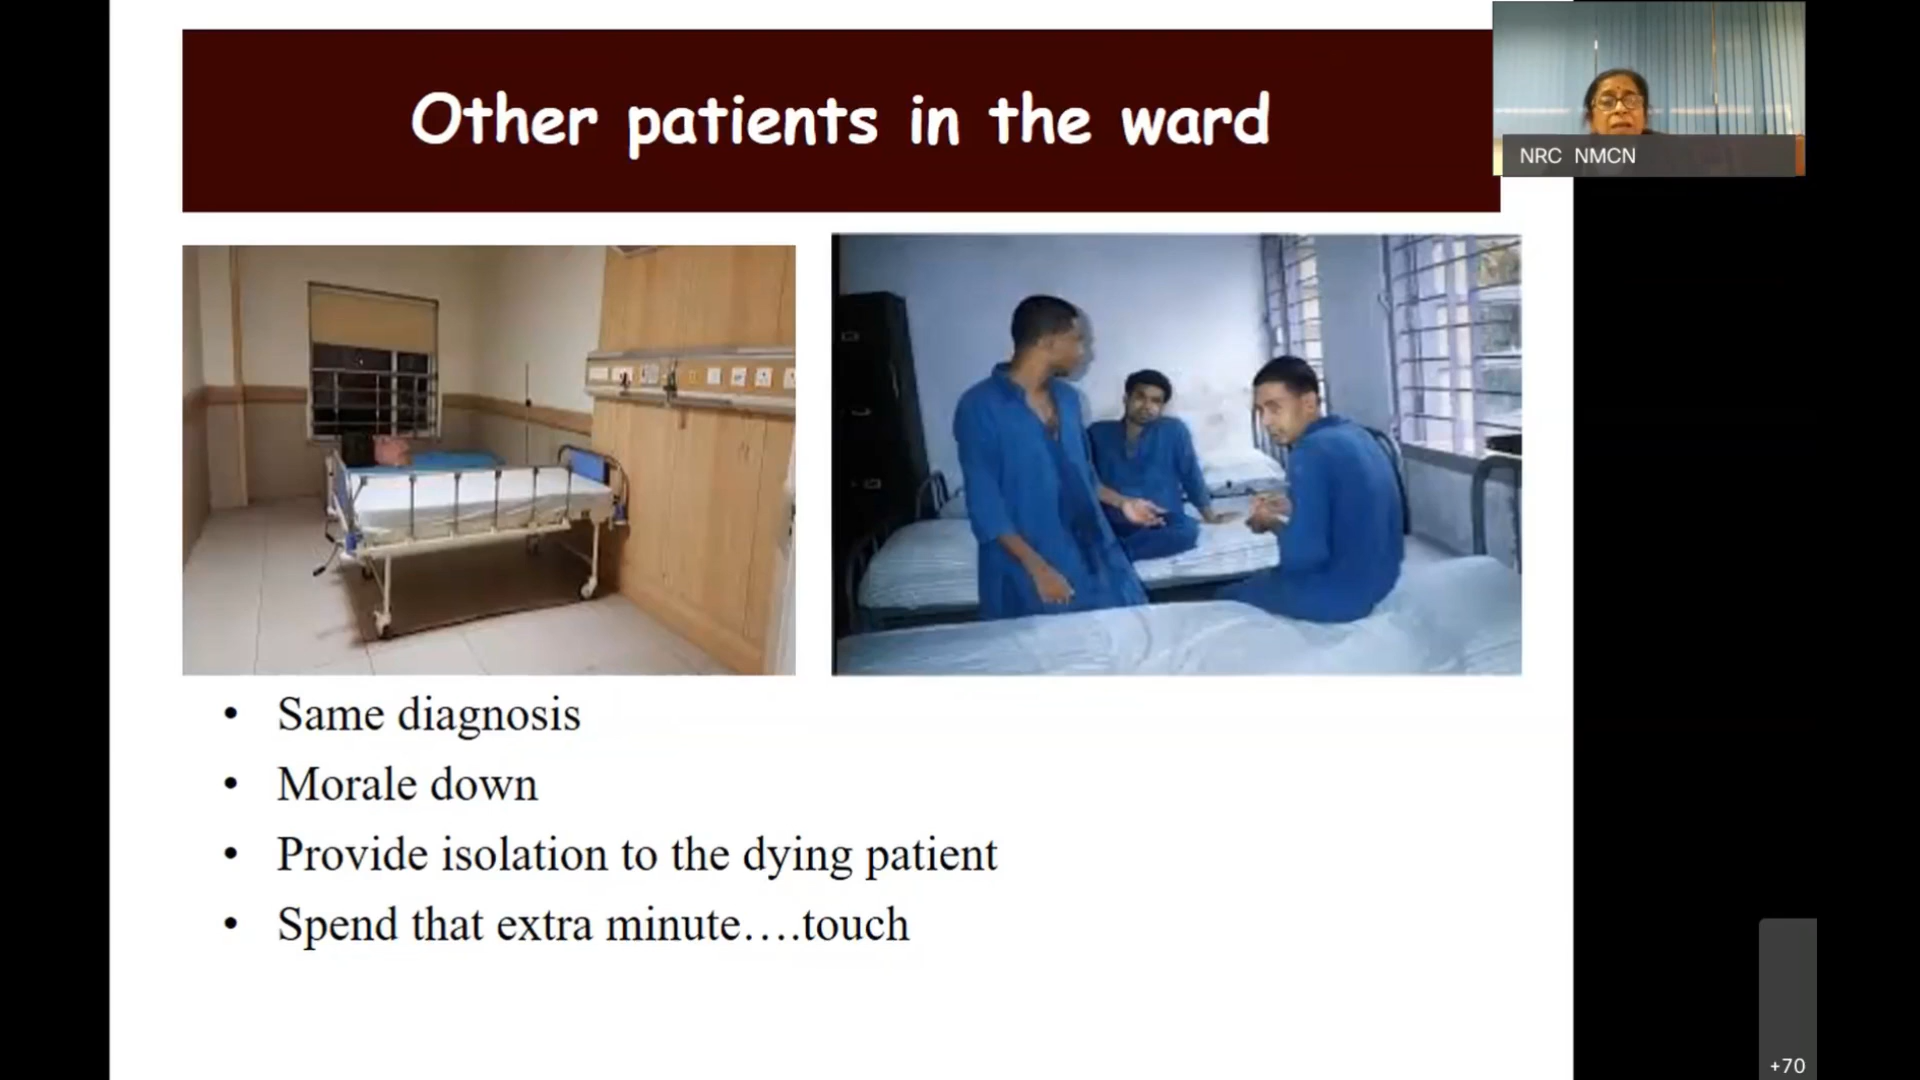 Other patients in the ward
NRC NMCN
• Same diagnosis
• Morale down
• Provide isolation to the dying patient
• Spend that extra minute….touch
+70